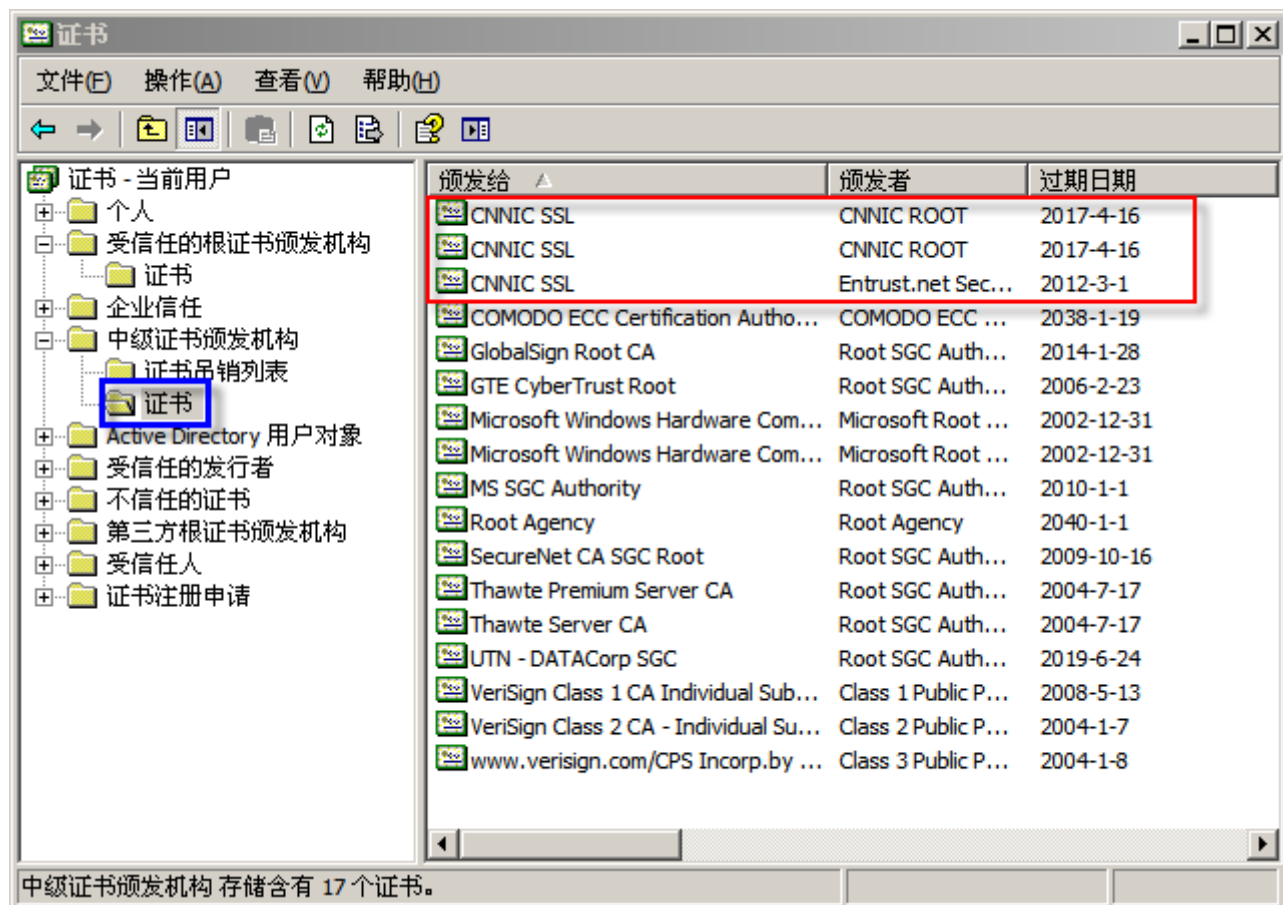 证书
文件(F) 操作(A) 查看(V) 帮助(H)
证书 - 当前用户
个人
受信任的根证书颁发机构
证书
企业信任
中级证书颁发机构
证书吊销列表
证书
Active Directory 用户对象
受信任的发行者
不信任的证书
第三方根证书颁发机构
受信任人
证书注册申请
颁发给 颁发者 过期日期
CNNIC SSL CNNIC ROOT 2017-4-16
CNNIC SSL CNNIC ROOT 2017-4-16
CNNIC SSL Entrust.net Sec... 2012-3-1
COMODO ECC Certification Autho... COMODO ECC ... 2038-1-19
GlobalSign Root CA Root SGC Auth... 2014-1-28
GTE CyberTrust Root Root SGC Auth... 2006-2-23
Microsoft Windows Hardware Com... Microsoft Root ... 2002-12-31
Microsoft Windows Hardware Com... Microsoft Root ... 2002-12-31
MS SGC Authority Root SGC Auth... 2010-1-1
Root Agency Root Agency 2040-1-1
SecureNet CA SGC Root Root SGC Auth... 2009-10-16
Thawte Premium Server CA Root SGC Auth... 2004-7-17
Thawte Server CA Root SGC Auth... 2004-7-17
UTN - DATACorp SGC Root SGC Auth... 2019-6-24
VeriSign Class 1 CA Individual Sub... Class 1 Public P... 2008-5-13
VeriSign Class 2 CA - Individual Su... Class 2 Public P... 2004-1-7
www.verisign.com/CPS Incorp.by ... Class 3 Public P... 2004-1-8
中级证书颁发机构 存储含有 17 个证书。